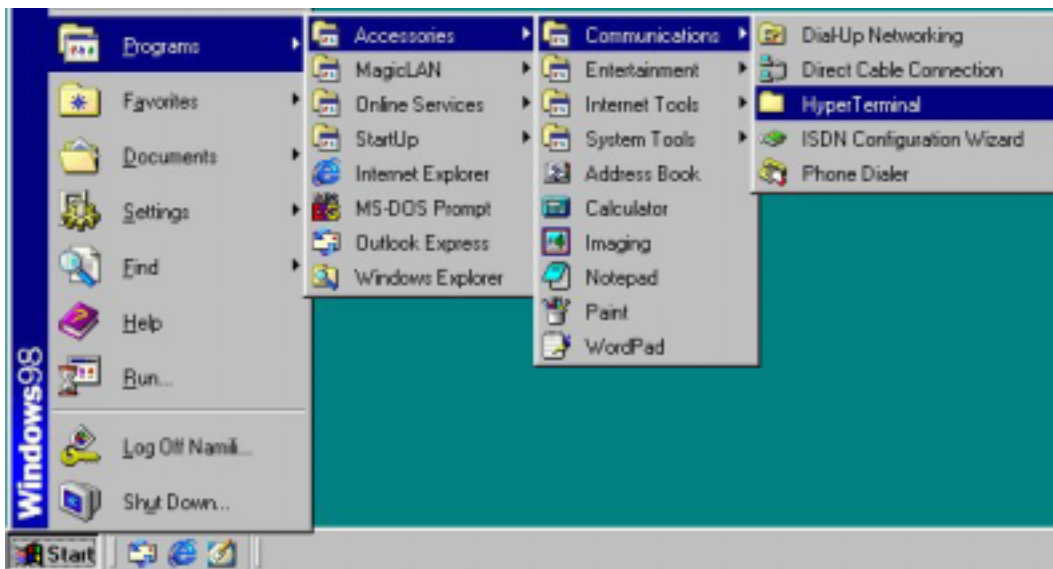 Programs
Favorites
Documents
Settings
Find
Help
Run...
Log Off Namili...
Shut Down...
Windows98
Start
Accessories
MagicLAN
Online Services
StartUp
Internet Explorer
MS-DOS Prompt
Outlook Express
Windows Explorer
Communications
Entertainment
Internet Tools
System Tools
Address Book
Calculator
Imaging
Notepad
Paint
WordPad
Dial-Up Networking
Direct Cable Connection
HyperTerminal
ISDN Configuration Wizard
Phone Dialer